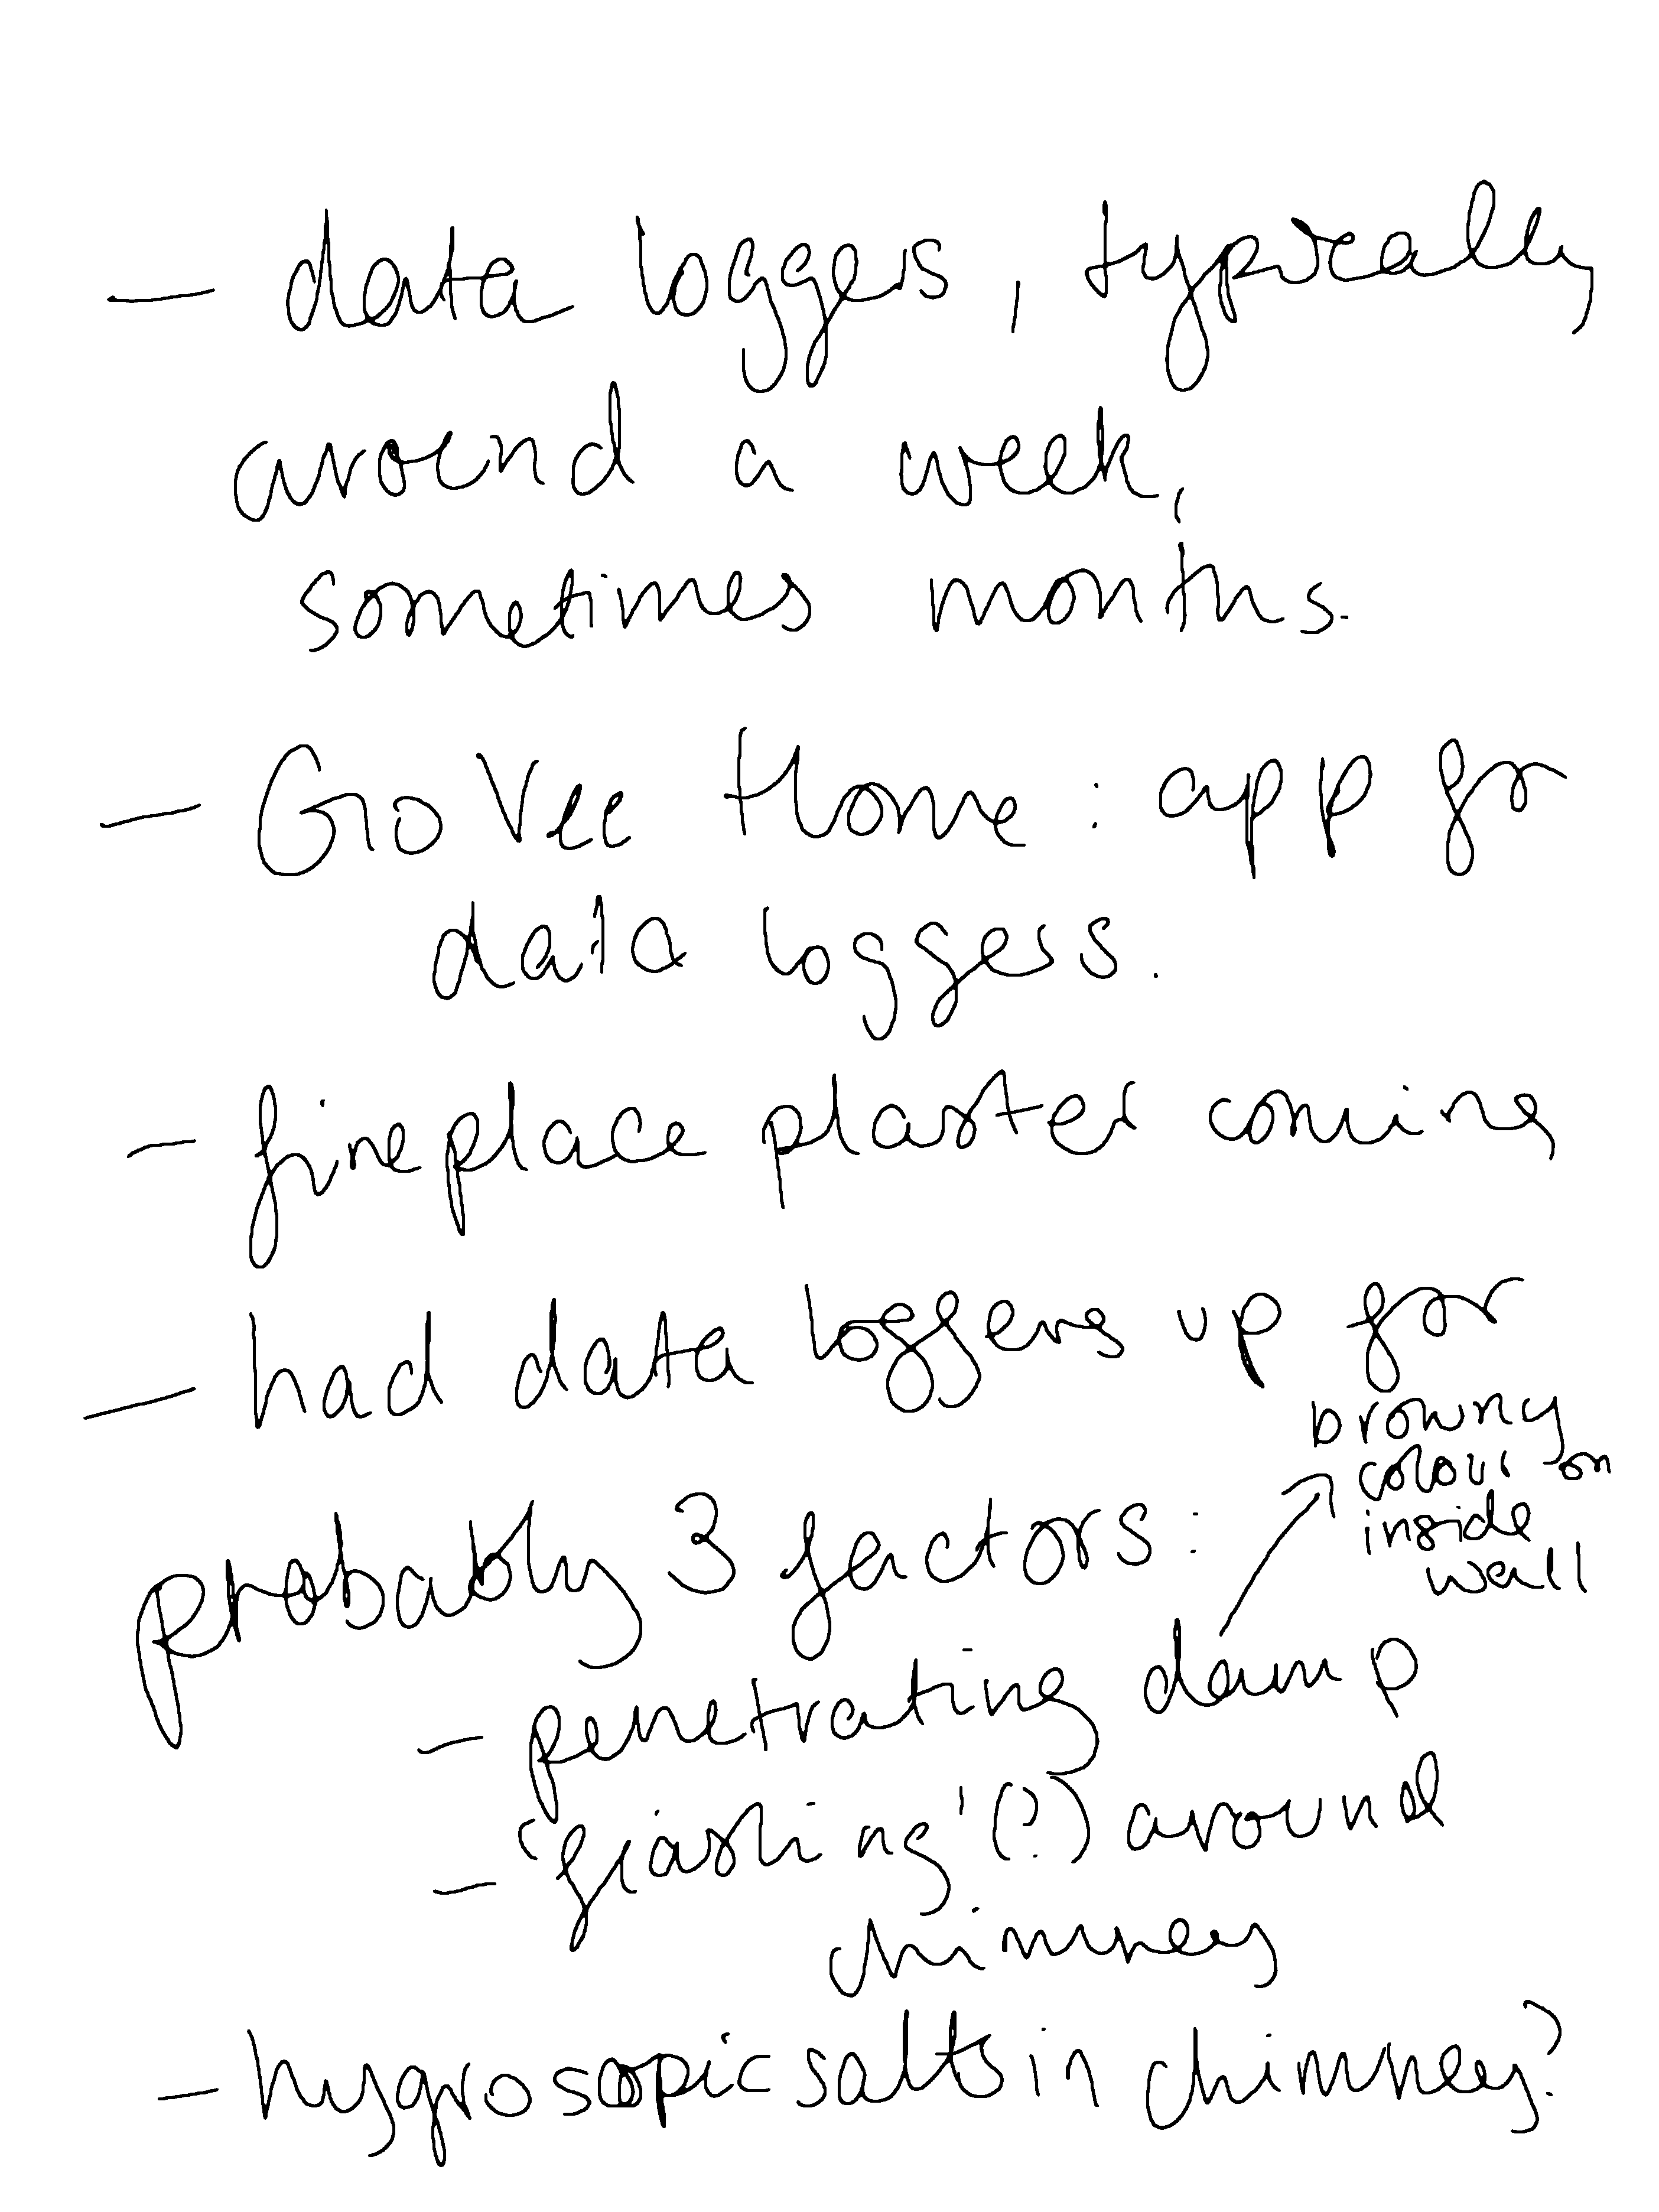 — data loggers, typically
around a week,
sometimes months.
— GoVee Home : app for
data loggers.
— fireplace plaster coming
— had data loggers up for
browny
colour on
inside
wall
probably 3 factors :
— penetrating damp
— 'flashing' (?) around
chimney
— hygrosopic salts in chimney?